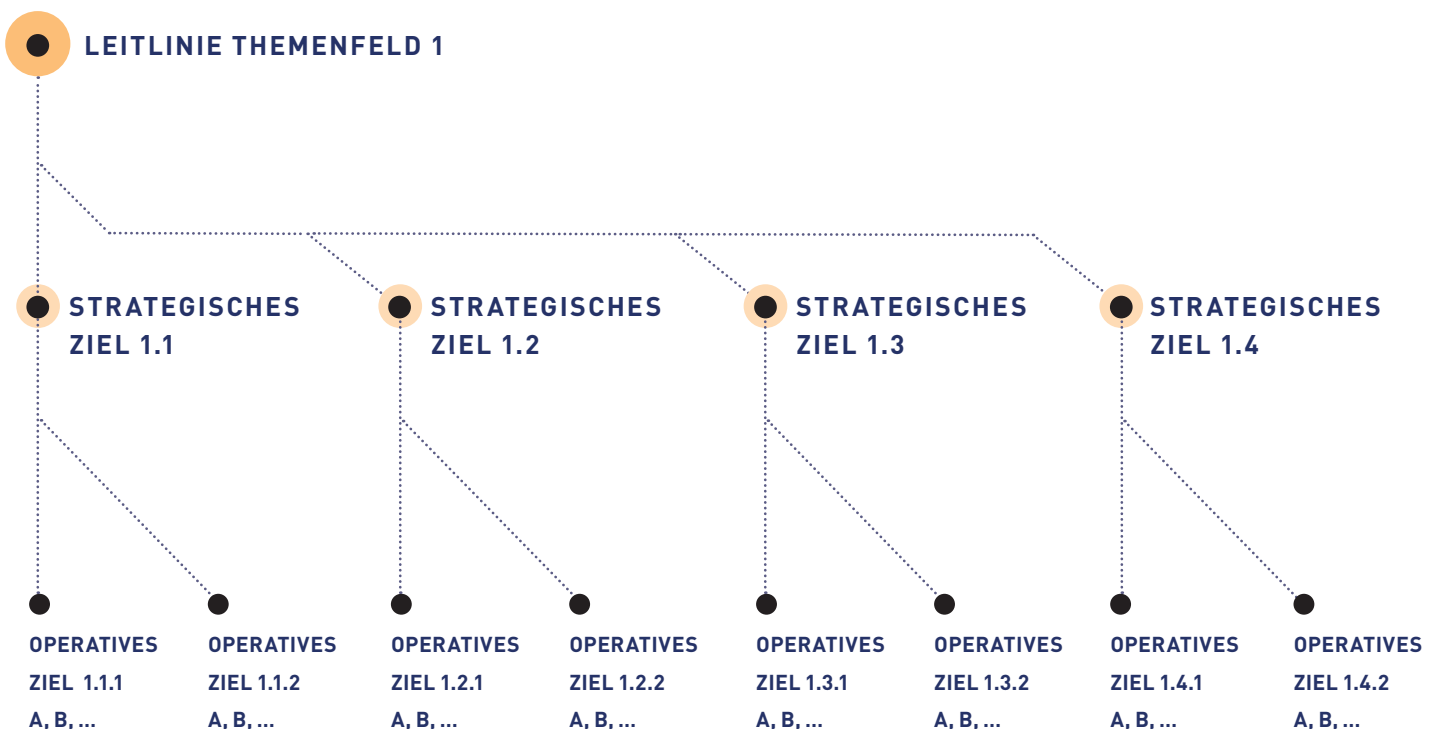 LEITLINIE THEMENFELD 1
STRATEGISCHES
ZIEL 1.1
STRATEGISCHES
ZIEL 1.2
STRATEGISCHES
ZIEL 1.3
STRATEGISCHES
ZIEL 1.4
OPERATIVES
ZIEL 1.1.1
A, B, ...
OPERATIVES
ZIEL 1.1.2
A, B, ...
OPERATIVES
ZIEL 1.2.1
A, B, ...
OPERATIVES
ZIEL 1.2.2
A, B, ...
OPERATIVES
ZIEL 1.3.1
A, B, ...
OPERATIVES
ZIEL 1.3.2
A, B, ...
OPERATIVES
ZIEL 1.4.1
A, B, ...
OPERATIVES
ZIEL 1.4.2
A, B, ...